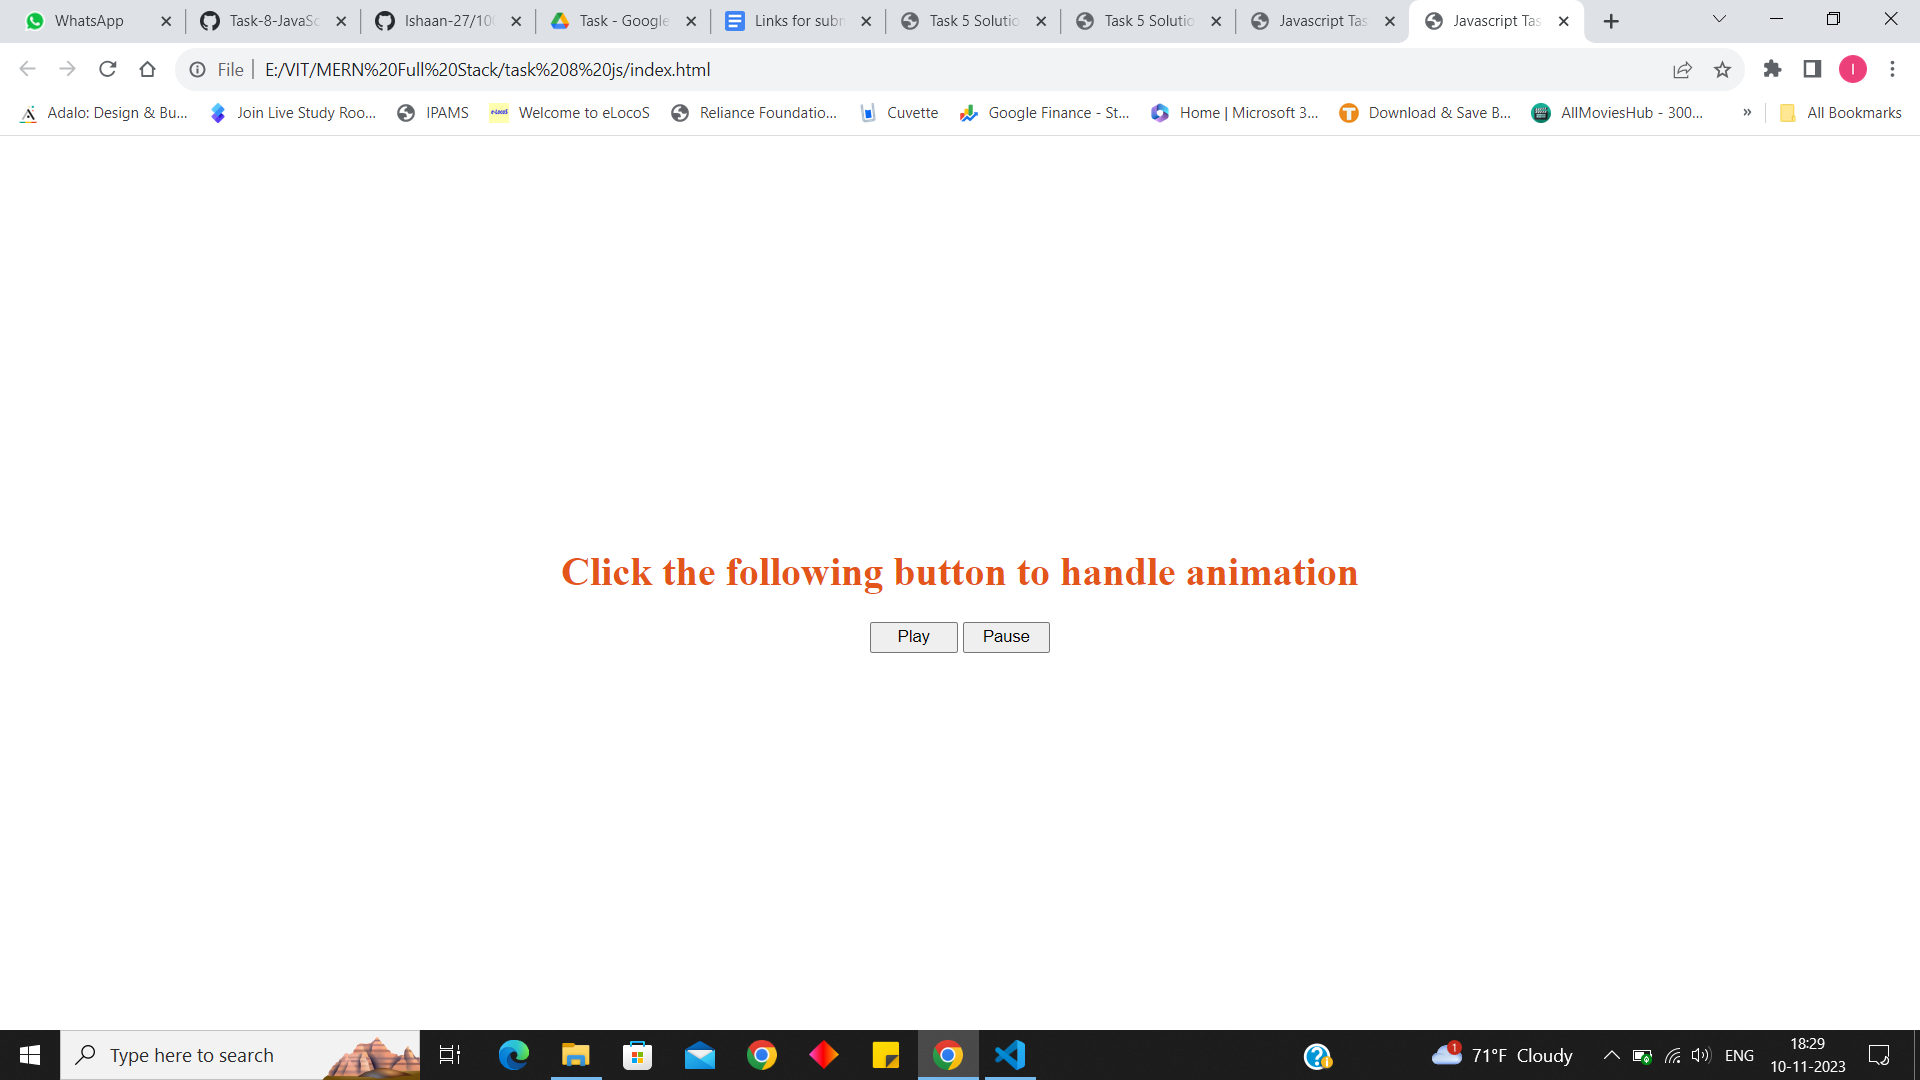 WhatsApp
Task-8-JavaSc
Ishaan-27/100
Task - Google
Links for subm
Task 5 Solutio
Task 5 Solutio
Javascript Tas
Javascript Tas
File
E:/VIT/MERN%20Full%20Stack/task%208%20js/index.html
I
Adalo: Design & Bu...
Join Live Study Roo...
IPAMS
Welcome to eLocoS
Reliance Foundatio...
Cuvette
Google Finance - St...
Home | Microsoft 3...
Download & Save B...
AllMoviesHub - 300...
»
All Bookmarks
Click the following button to handle animation
Play Pause
Type here to search
1
71°F Cloudy
ENG
18:29
10-11-2023